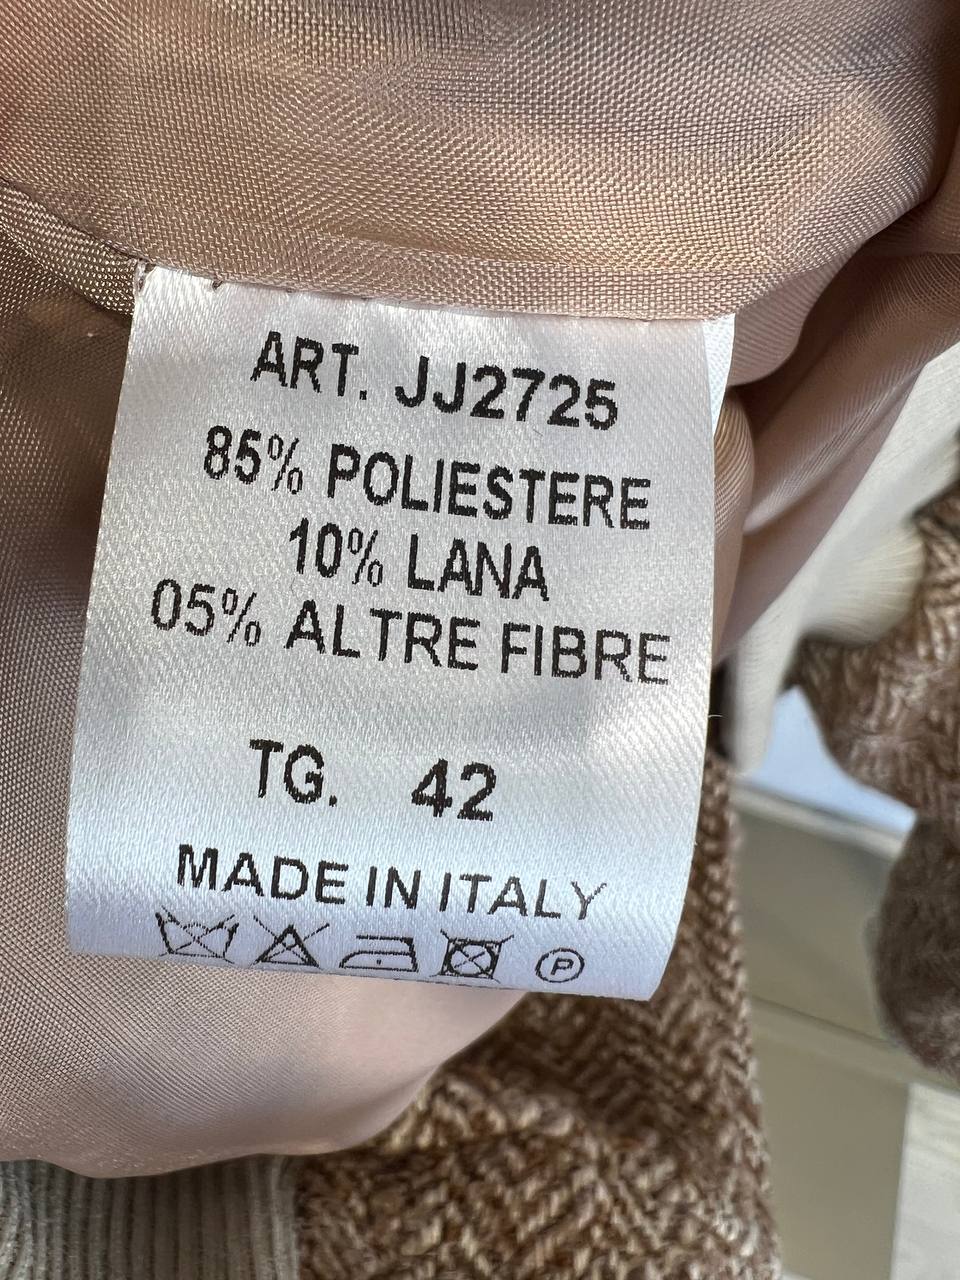 ART. JJ2725
85% POLIESTERE
10% LANA
05% ALTRE FIBRE
TG. 42
MADE IN ITALY
P